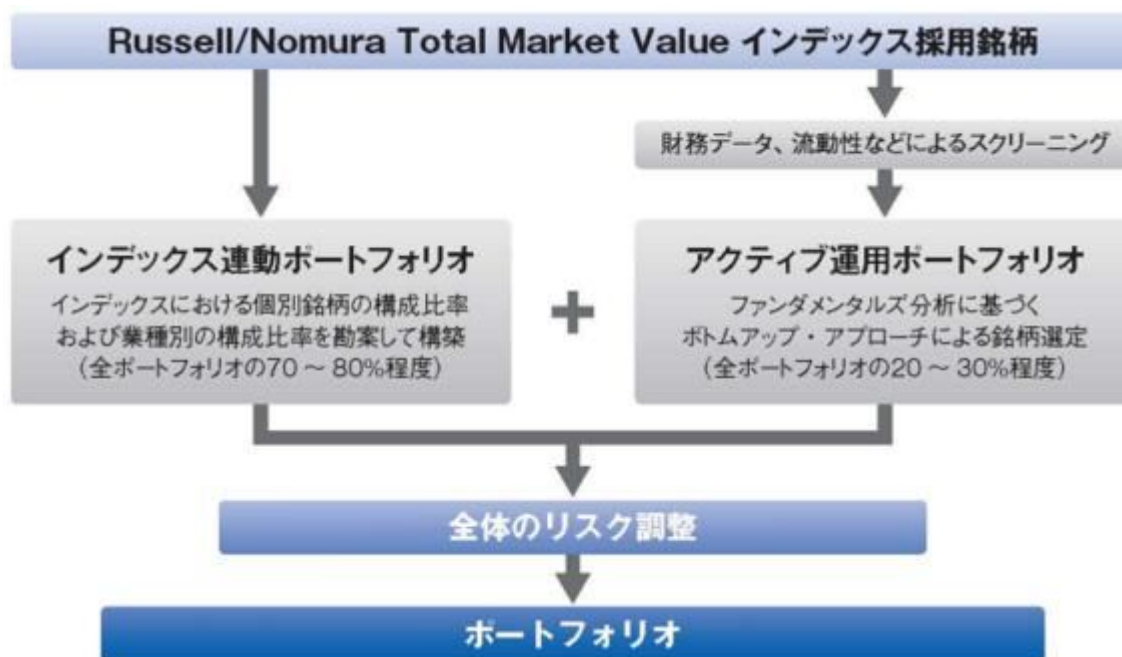 Russell/Nomura Total Market Value インデックス採用銘柄
財務データ、流動性などによるスクリーニング
インデックス連動ポートフォリオ
インデックスにおける個別銘柄の構成比率
および業種別の構成比率を勘案して構築
(全ポートフォリオの70 ~ 80%程度)
+
アクティブ運用ポートフォリオ
ファンダメンタルズ分析に基づく
ボトムアップ・アプローチによる銘柄選定
(全ポートフォリオの20 ~ 30%程度)
全体のリスク調整
ポートフォリオ